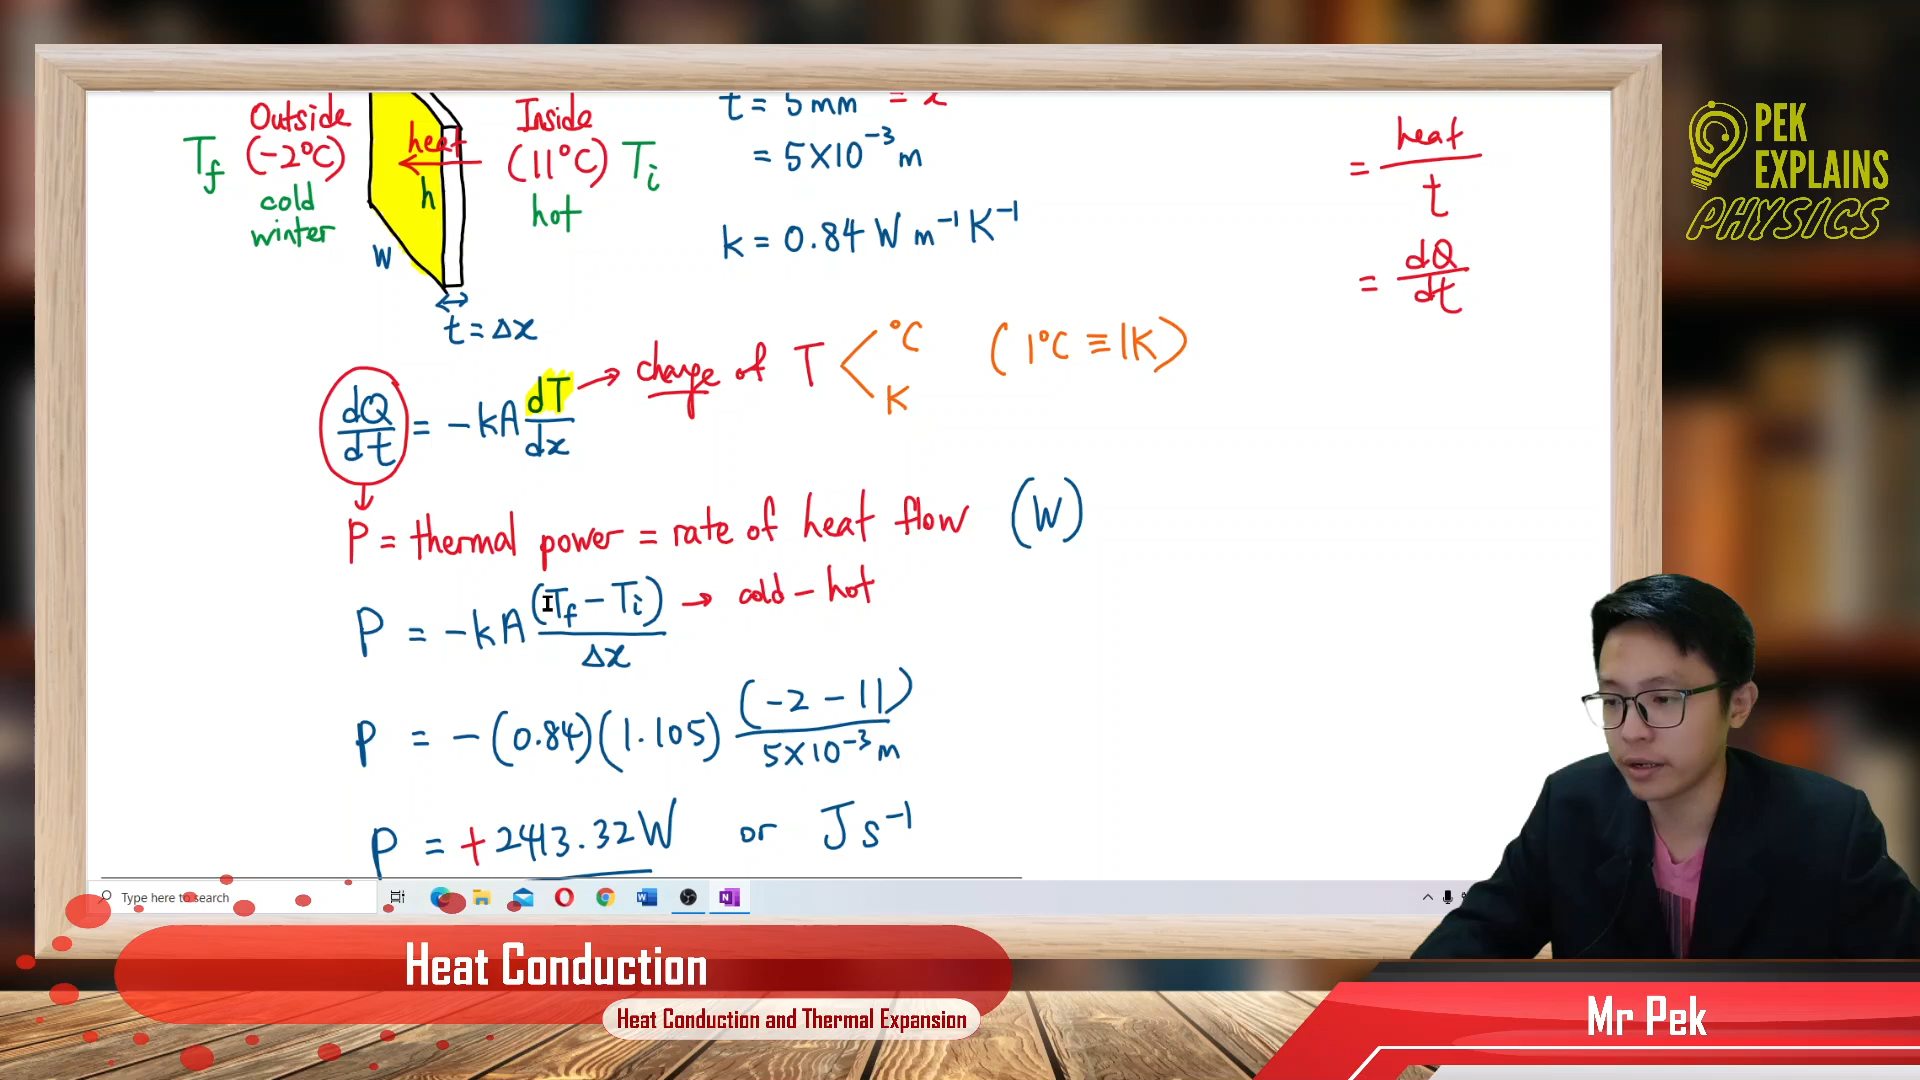 Outside
(-2°C)
T_f
cold
winter
heat
h
w
t = Δx
Inside
(11°C) T_i
hot
t = 5 mm = x
= 5×10⁻³ m
k = 0.84 W m⁻¹ K⁻¹
= heat / t
= dQ / dt
dQ/dt = -kA dT/dx → change of T < °C K (1°C ≡ 1K)
P = thermal power = rate of heat flow (W)
P = -kA (T_f - T_i) / Δx → cold - hot
P = -(0.84)(1.105) (-2 - 11) / 5×10⁻³ m
P = +2413.32 W or J s⁻¹
Type here to search
PEK
EXPLAINS
PHYSICS
Heat Conduction
Heat Conduction and Thermal Expansion
Mr Pek